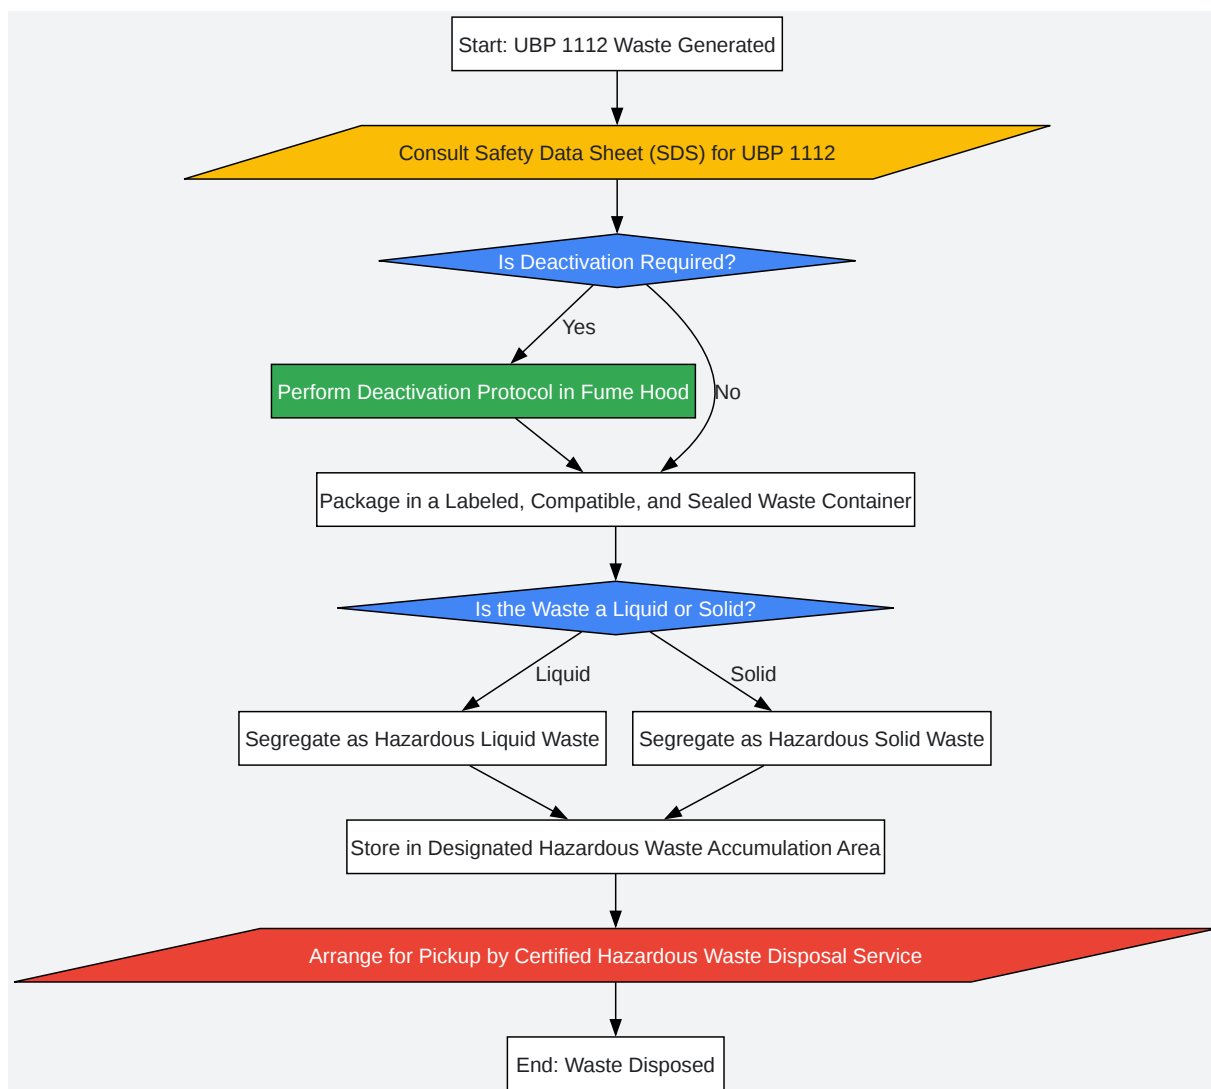 Start: UBP 1112 Waste Generated
Consult Safety Data Sheet (SDS) for UBP 1112
Is Deactivation Required?
Yes
Perform Deactivation Protocol in Fume Hood
No
Package in a Labeled, Compatible, and Sealed Waste Container
Is the Waste a Liquid or Solid?
Liquid
Solid
Segregate as Hazardous Liquid Waste
Segregate as Hazardous Solid Waste
Store in Designated Hazardous Waste Accumulation Area
Arrange for Pickup by Certified Hazardous Waste Disposal Service
End: Waste Disposed